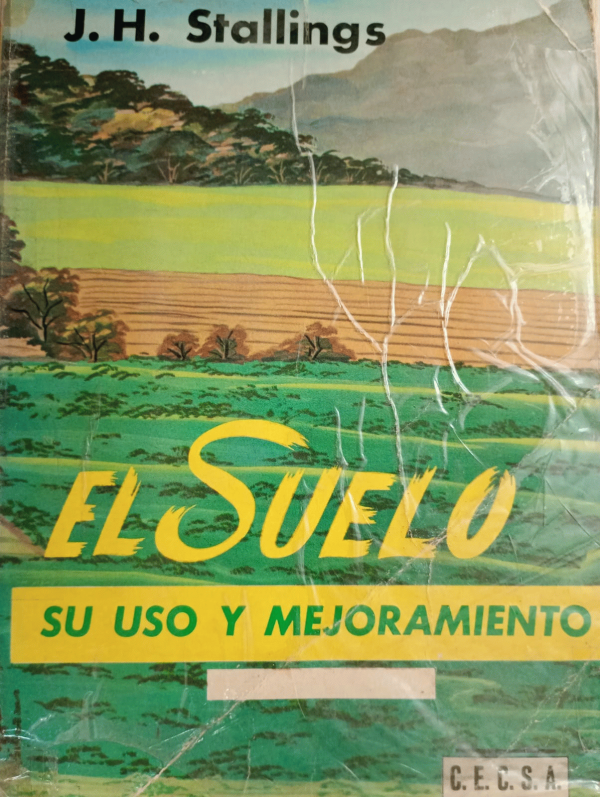 J. H. Stallings
EL SUELO
SU USO Y MEJORAMIENTO
C. E. C. S. A.